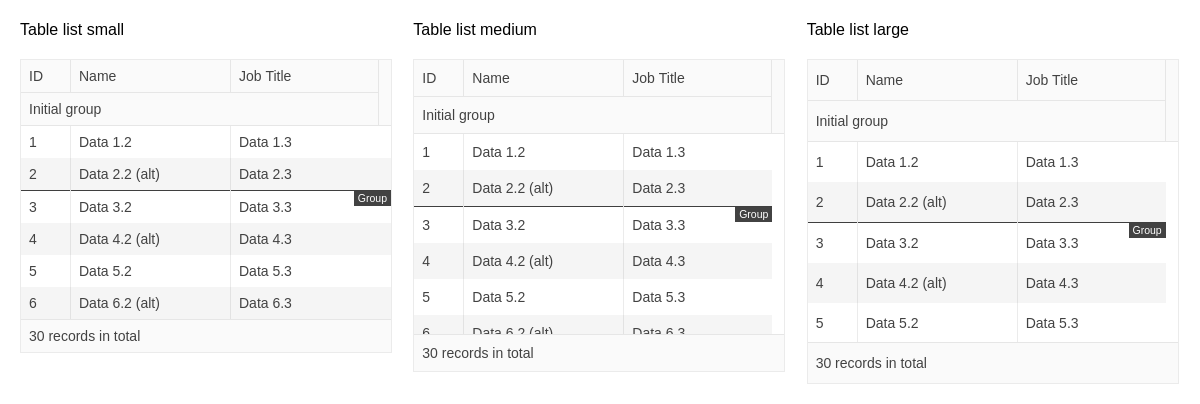 Table list small
ID Name Job Title
Initial group
1 Data 1.2 Data 1.3
2 Data 2.2 (alt) Data 2.3
Group
3 Data 3.2 Data 3.3
4 Data 4.2 (alt) Data 4.3
5 Data 5.2 Data 5.3
6 Data 6.2 (alt) Data 6.3
30 records in total
Table list medium
ID Name Job Title
Initial group
1 Data 1.2 Data 1.3
2 Data 2.2 (alt) Data 2.3
Group
3 Data 3.2 Data 3.3
4 Data 4.2 (alt) Data 4.3
5 Data 5.2 Data 5.3
6 Data 6.2 (alt) Data 6.3
30 records in total
Table list large
ID Name Job Title
Initial group
1 Data 1.2 Data 1.3
2 Data 2.2 (alt) Data 2.3
Group
3 Data 3.2 Data 3.3
4 Data 4.2 (alt) Data 4.3
5 Data 5.2 Data 5.3
30 records in total